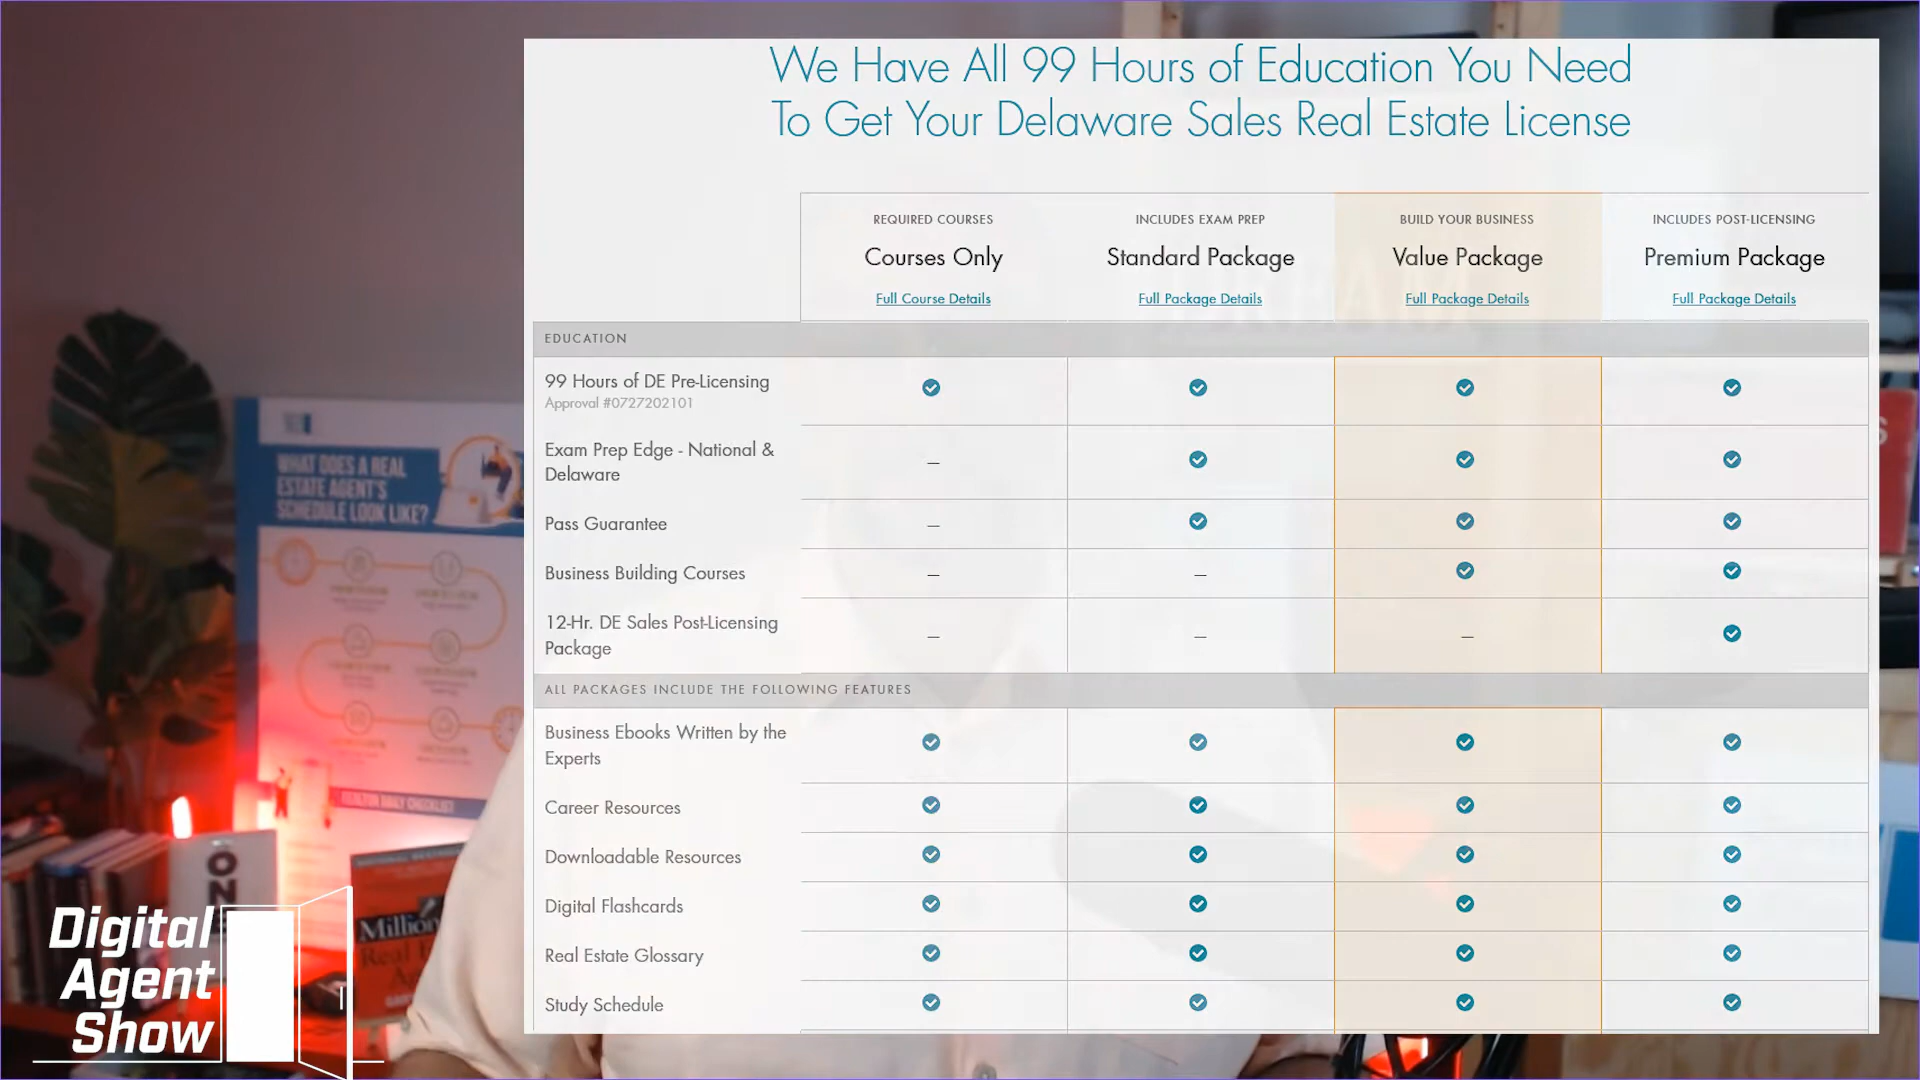 We Have All 99 Hours of Education You Need
To Get Your Delaware Sales Real Estate License
REQUIRED COURSES
Courses Only
Full Course Details
INCLUDES EXAM PREP
Standard Package
Full Package Details
BUILD YOUR BUSINESS
Value Package
Full Package Details
INCLUDES POST-LICENSING
Premium Package
Full Package Details
EDUCATION
99 Hours of DE Pre-Licensing
Approval #0727202101
Exam Prep Edge - National &
Delaware
Pass Guarantee
Business Building Courses
12-Hr. DE Sales Post-Licensing
Package
ALL PACKAGES INCLUDE THE FOLLOWING FEATURES
Business Ebooks Written by the
Experts
Career Resources
Downloadable Resources
Digital Flashcards
Real Estate Glossary
Study Schedule
WHAT DOES A REAL
ESTATE AGENT'S
SCHEDULE LOOK LIKE?
Million
Real
Digital
Agent
Show